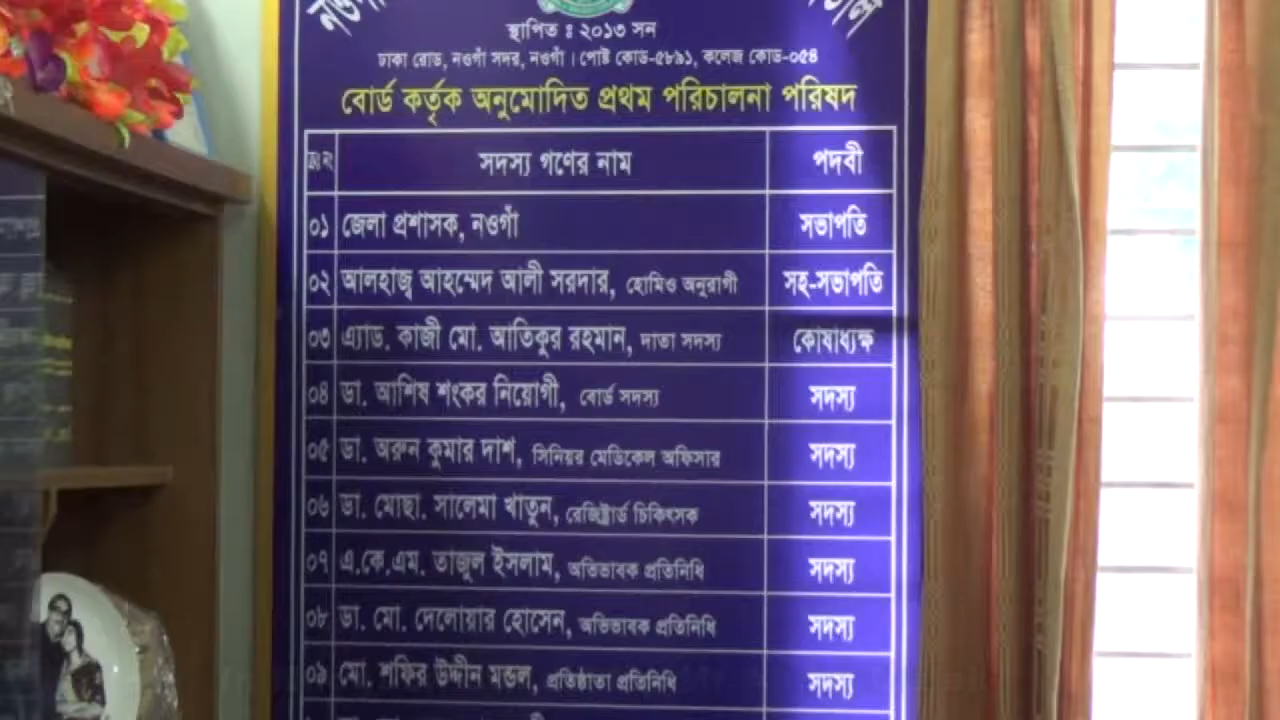 স্থাপিত ঃ ২০১৩ সন
ঢাকা রোড, নওগাঁ সদর, নওগাঁ। পোষ্ট কোড-৫৮৯১, কলেজ কোড-০৫৪
বোর্ড কর্তৃক অনুমোদিত প্রথম পরিচালনা পরিষদ
ক্রঃ নং সদস্য গণের নাম পদবী
০১ জেলা প্রশাসক, নওগাঁ সভাপতি
০২ আলহাজ্ব আহম্মেদ আলী সরদার, হোমিও অনুরাগী সহ-সভাপতি
০৩ এ্যাড. কাজী মো. আতিকুর রহমান, দাতা সদস্য কোষাধ্যক্ষ
০৪ ডা. আশিষ শংকর নিয়োগী, বোর্ড সদস্য সদস্য
০৫ ডা. অরুন কুমার দাশ, সিনিয়র মেডিকেল অফিসার সদস্য
০৬ ডা. মোছা. সালেমা খাতুন, রেজিষ্ট্রার্ড চিকিৎসক সদস্য
০৭ এ.কে.এম. তাজুল ইসলাম, অভিভাবক প্রতিনিধি সদস্য
০৮ ডা. মো. দেলোয়ার হোসেন, অভিভাবক প্রতিনিধি সদস্য
০৯ মো. শফির উদ্দীন মন্ডল, প্রতিষ্ঠাতা প্রতিনিধি সদস্য